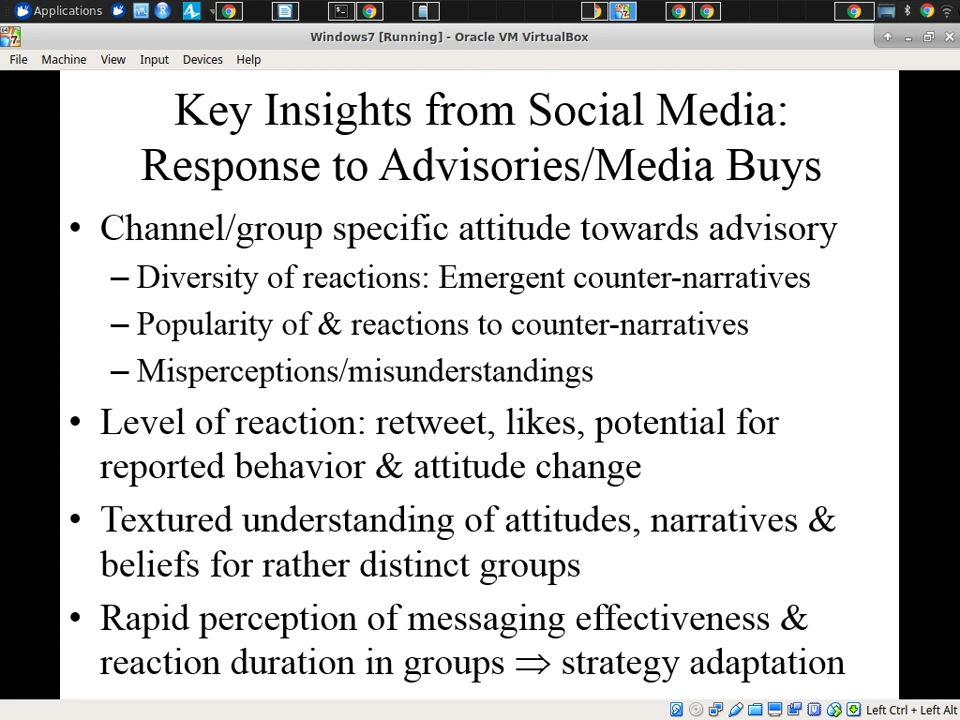 Applications
Windows7 [Running] - Oracle VM VirtualBox
File Machine View Input Devices Help
Key Insights from Social Media:
Response to Advisories/Media Buys
• Channel/group specific attitude towards advisory
– Diversity of reactions: Emergent counter-narratives
– Popularity of & reactions to counter-narratives
– Misperceptions/misunderstandings
• Level of reaction: retweet, likes, potential for
reported behavior & attitude change
• Textured understanding of attitudes, narratives &
beliefs for rather distinct groups
• Rapid perception of messaging effectiveness &
reaction duration in groups ⇒ strategy adaptation
Left Ctrl + Left Alt